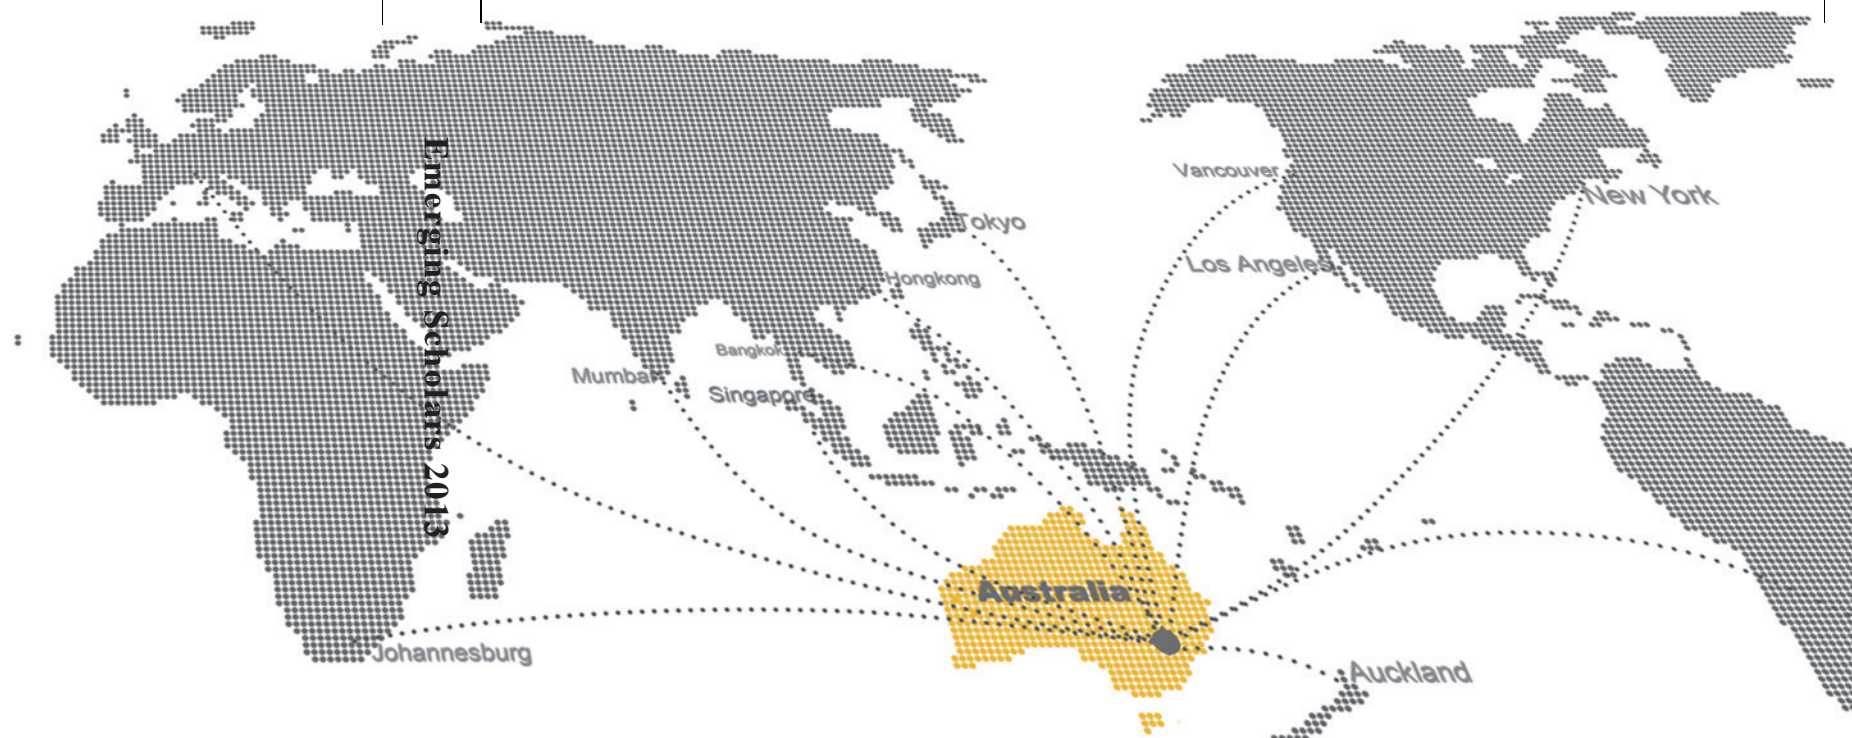 Emerging Scholars 2013
Vancouver
New York
Tokyo
Los Angeles
Hongkong
Bangkok
Mumbai
Singapore
Australia
Johannesburg
Auckland